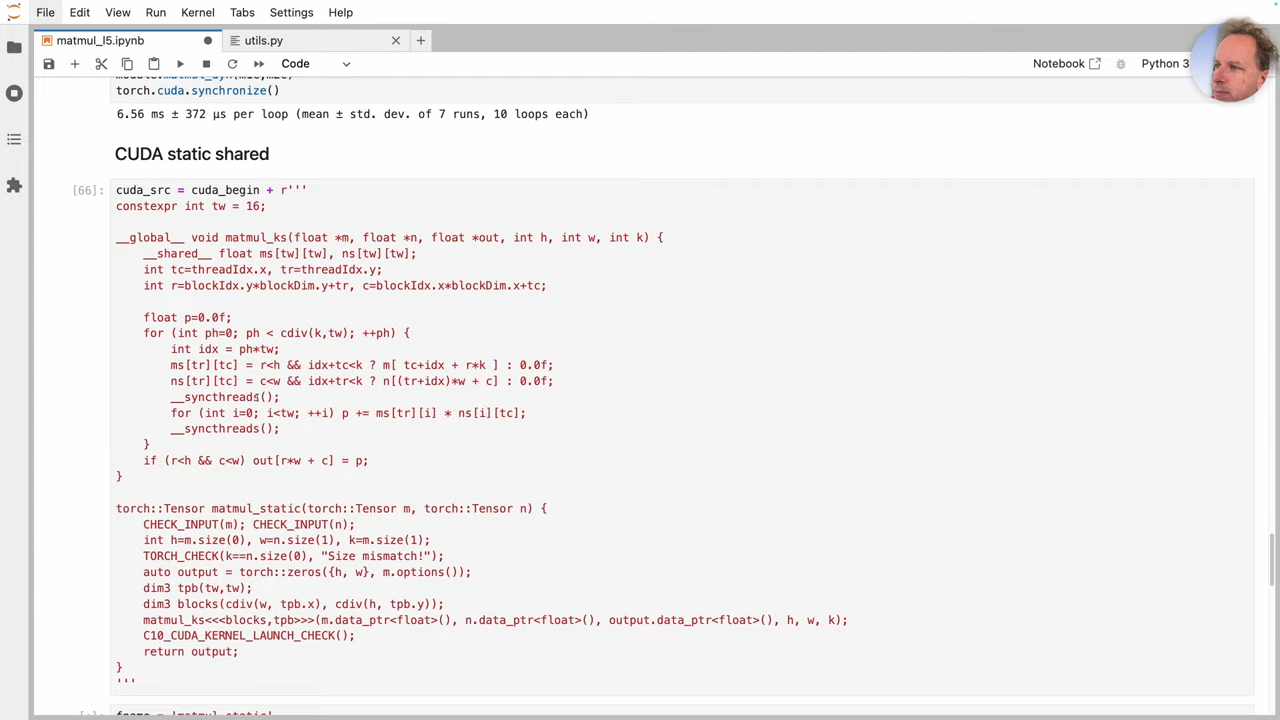 File Edit View Run Kernel Tabs Settings Help
matmul_l5.ipynb utils.py
Code Notebook Python 3
torch.cuda.synchronize()
6.56 ms ± 372 µs per loop (mean ± std. dev. of 7 runs, 10 loops each)
CUDA static shared
[66]: cuda_src = cuda_begin + r'''
constexpr int tw = 16;
__global__ void matmul_ks(float *m, float *n, float *out, int h, int w, int k) {
__shared__ float ms[tw][tw], ns[tw][tw];
int tc=threadIdx.x, tr=threadIdx.y;
int r=blockIdx.y*blockDim.y+tr, c=blockIdx.x*blockDim.x+tc;
float p=0.0f;
for (int ph=0; ph < cdiv(k,tw); ++ph) {
int idx = ph*tw;
ms[tr][tc] = r<h && idx+tc<k ? m[ tc+idx + r*k ] : 0.0f;
ns[tr][tc] = c<w && idx+tr<k ? n[(tr+idx)*w + c] : 0.0f;
__syncthreads();
for (int i=0; i<tw; ++i) p += ms[tr][i] * ns[i][tc];
__syncthreads();
}
if (r<h && c<w) out[r*w + c] = p;
}
torch::Tensor matmul_static(torch::Tensor m, torch::Tensor n) {
CHECK_INPUT(m); CHECK_INPUT(n);
int h=m.size(0), w=n.size(1), k=m.size(1);
TORCH_CHECK(k==n.size(0), "Size mismatch!");
auto output = torch::zeros({h, w}, m.options());
dim3 tpb(tw,tw);
dim3 blocks(cdiv(w, tpb.x), cdiv(h, tpb.y));
matmul_ks<<<blocks,tpb>>>(m.data_ptr<float>(), n.data_ptr<float>(), output.data_ptr<float>(), h, w, k);
C10_CUDA_KERNEL_LAUNCH_CHECK();
return output;
}
'''